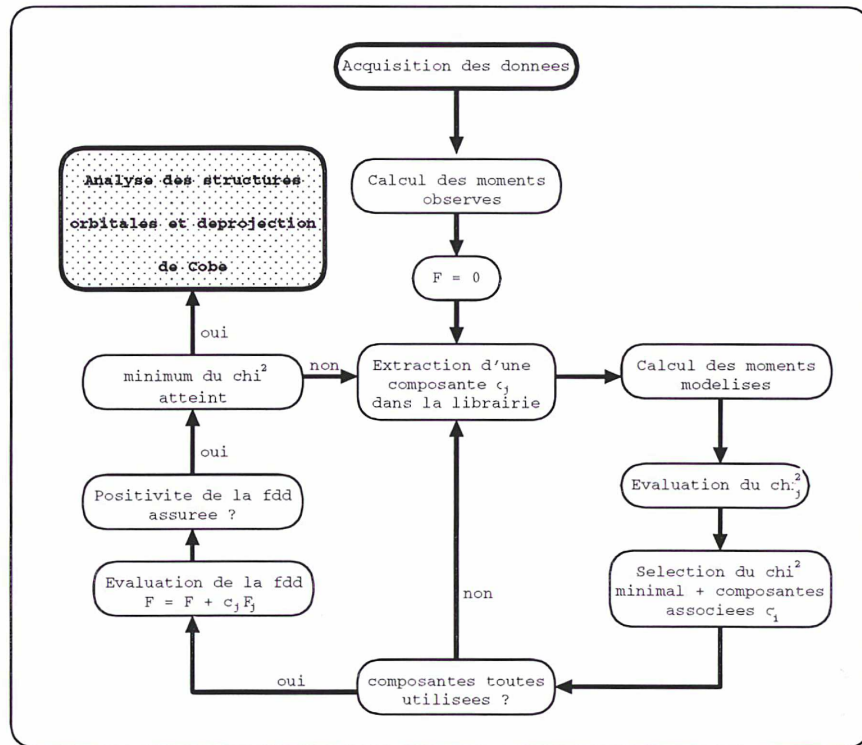 Acquisition des donnees
Calcul des moments
observes
F = 0
Extraction d'une
composante c_j
dans la librairie
Calcul des moments
modelises
Evaluation du chi²_j
Selection du chi²
minimal + composantes
associees c_i
composantes toutes
utilisees ?
non
oui
Evaluation de la fdd
F = F + c_j F_j
Positivite de la fdd
assuree ?
oui
minimum du chi²
atteint
non
oui
Analyse des structures
orbitales et deprojection
de Cobe